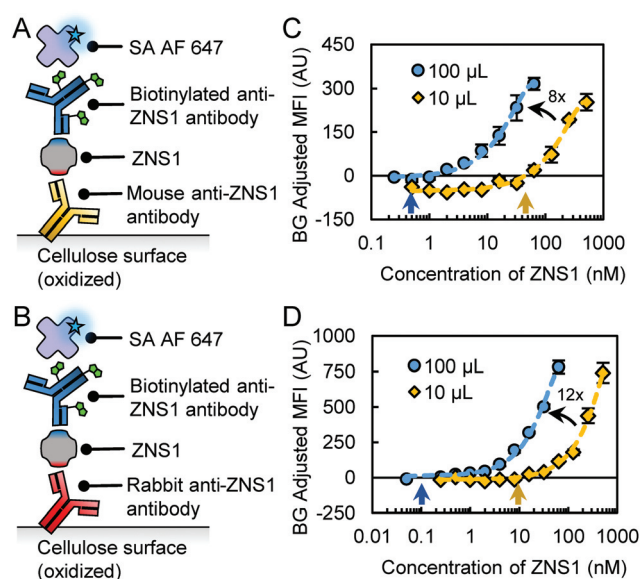 A
SA AF 647
Biotinylated anti-
ZNS1 antibody
ZNS1
Mouse anti-ZNS1
antibody
Cellulose surface
(oxidized)
C
BG Adjusted MFI (AU)
450
300
150
0
-150
100 µL
10 µL
8x
0.1
1
10
100
1000
Concentration of ZNS1 (nM)
B
SA AF 647
Biotinylated anti-
ZNS1 antibody
ZNS1
Rabbit anti-ZNS1
antibody
Cellulose surface
(oxidized)
D
BG Adjusted MFI (AU)
1000
750
500
250
0
-250
100 µL
10 µL
12x
0.01
0.1
1
10
100
1000
Concentration of ZNS1 (nM)